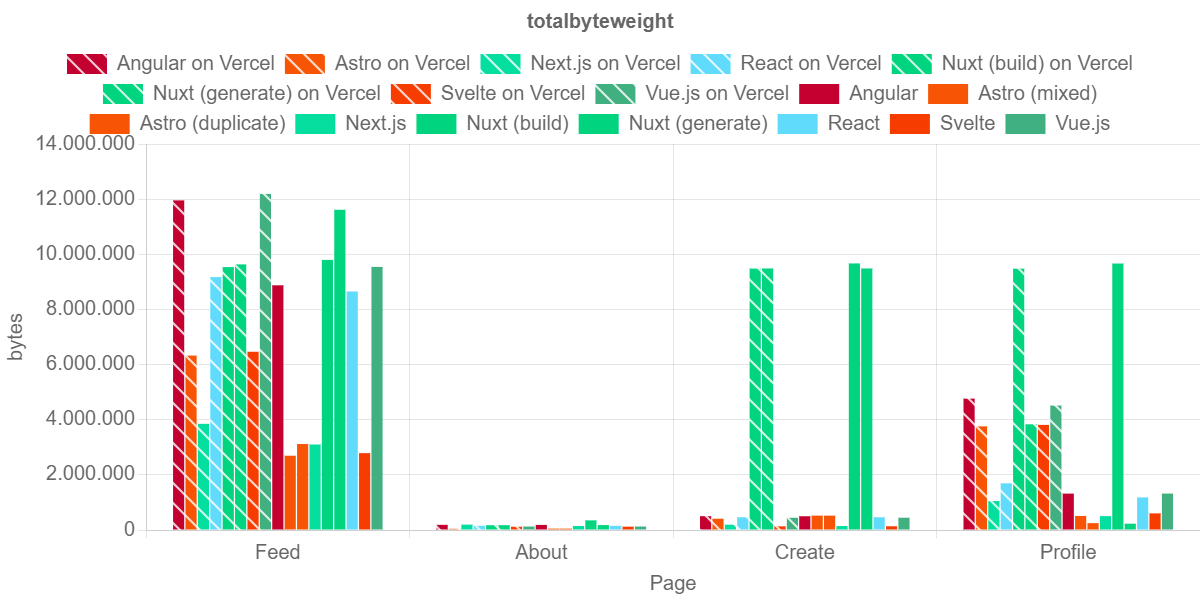 totalbyteweight
Angular on Vercel Astro on Vercel Next.js on Vercel React on Vercel Nuxt (build) on Vercel
Nuxt (generate) on Vercel Svelte on Vercel Vue.js on Vercel Angular Astro (mixed)
Astro (duplicate) Next.js Nuxt (build) Nuxt (generate) React Svelte Vue.js
14.000.000
12.000.000
10.000.000
8.000.000
6.000.000
4.000.000
2.000.000
0
bytes
Feed About Create Profile
Page